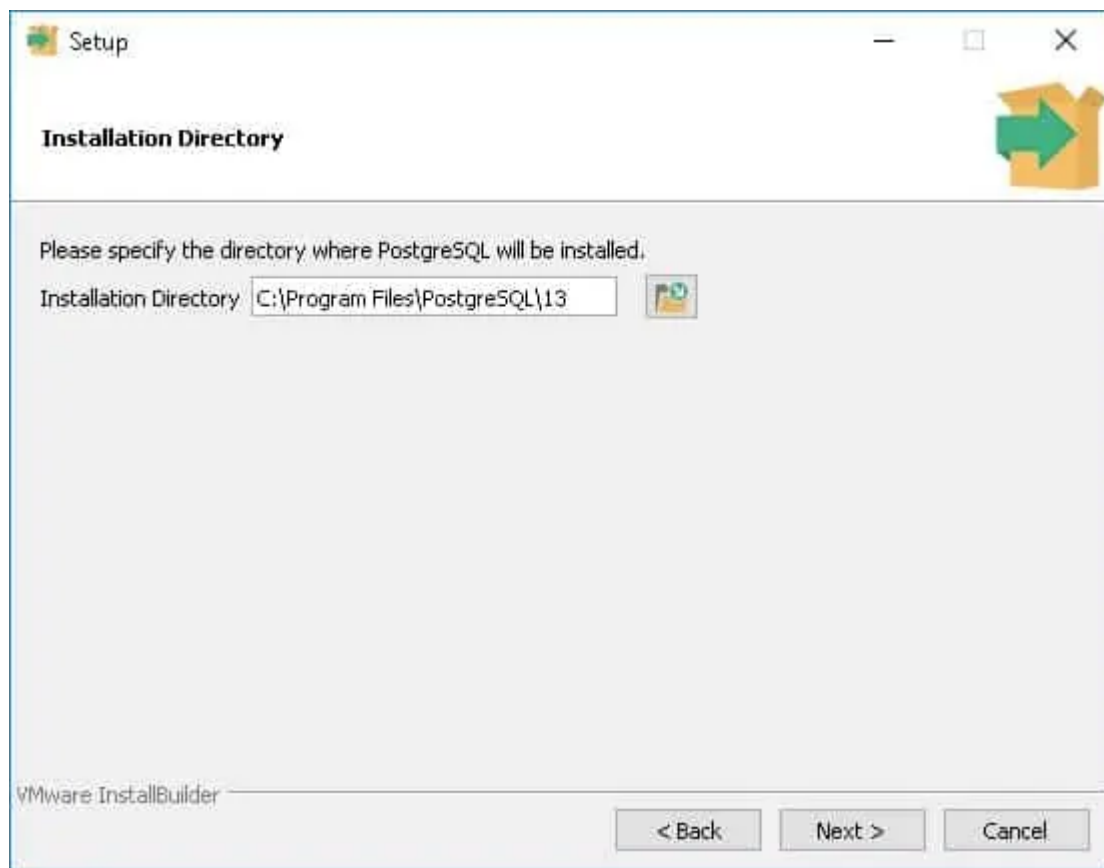 Setup
Installation Directory
Please specify the directory where PostgreSQL will be installed.
Installation Directory C:\Program Files\PostgreSQL\13
VMware InstallBuilder
< Back Next > Cancel